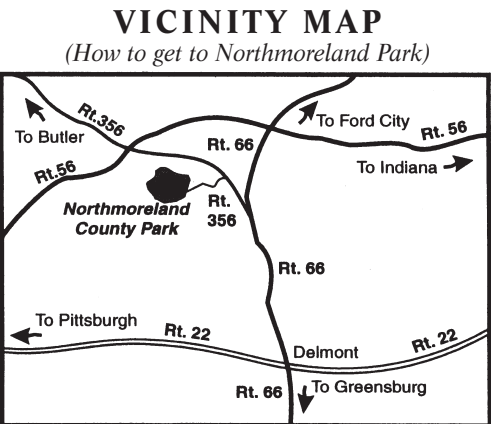 VICINITY MAP
(How to get to Northmoreland Park)
Rt.356
To Ford City
To Butler
Rt. 66
Rt. 56
To Indiana
Rt.56
Northmoreland
County Park
Rt.
356
Rt. 66
To Pittsburgh
Rt. 22
Rt. 22
Delmont
Rt. 66
To Greensburg